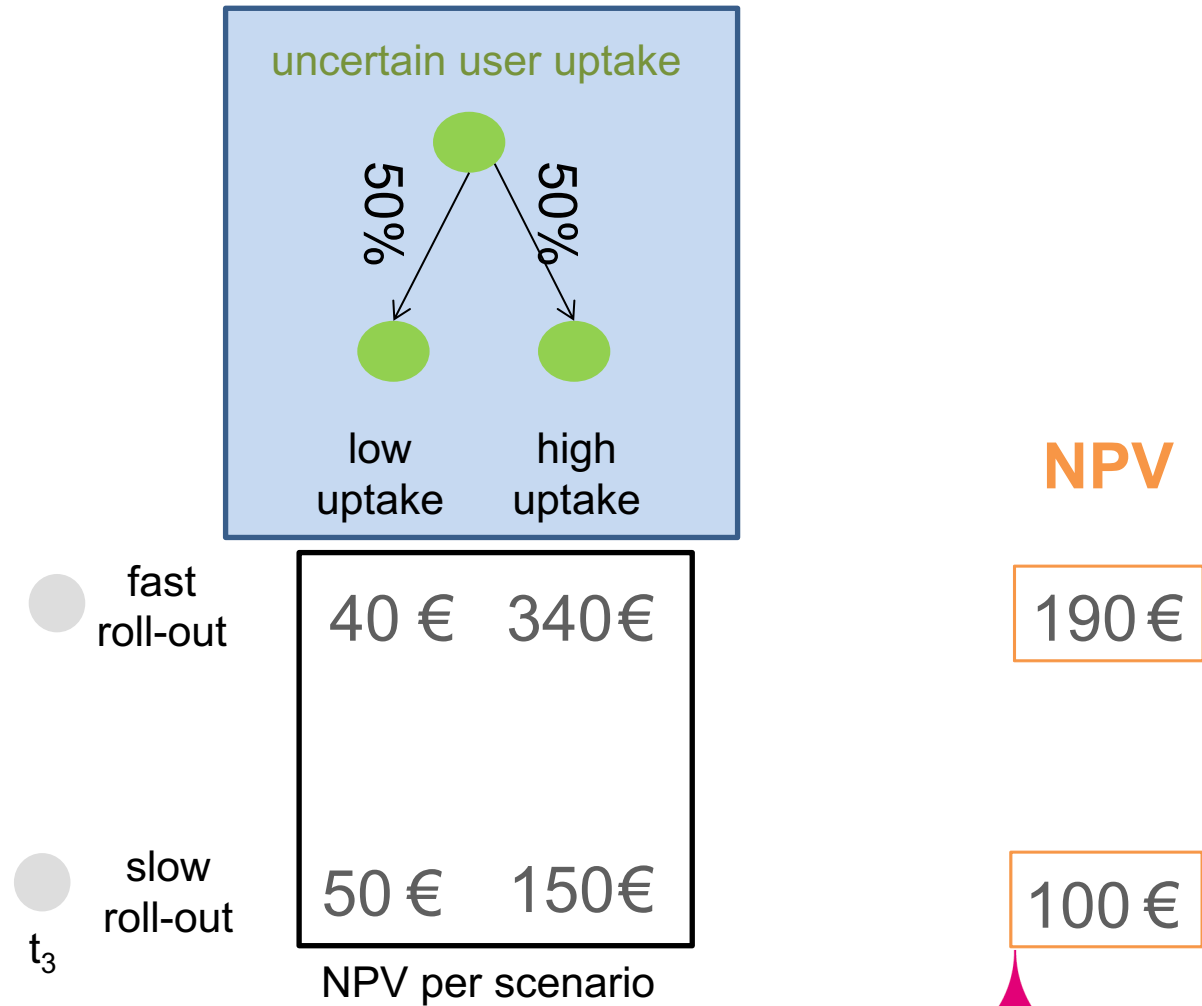 uncertain user uptake
50%
50%
low
uptake
high
uptake
NPV
fast
roll-out
40 €
340€
190 €
slow
roll-out
50 €
150€
100 €
t₃
NPV per scenario